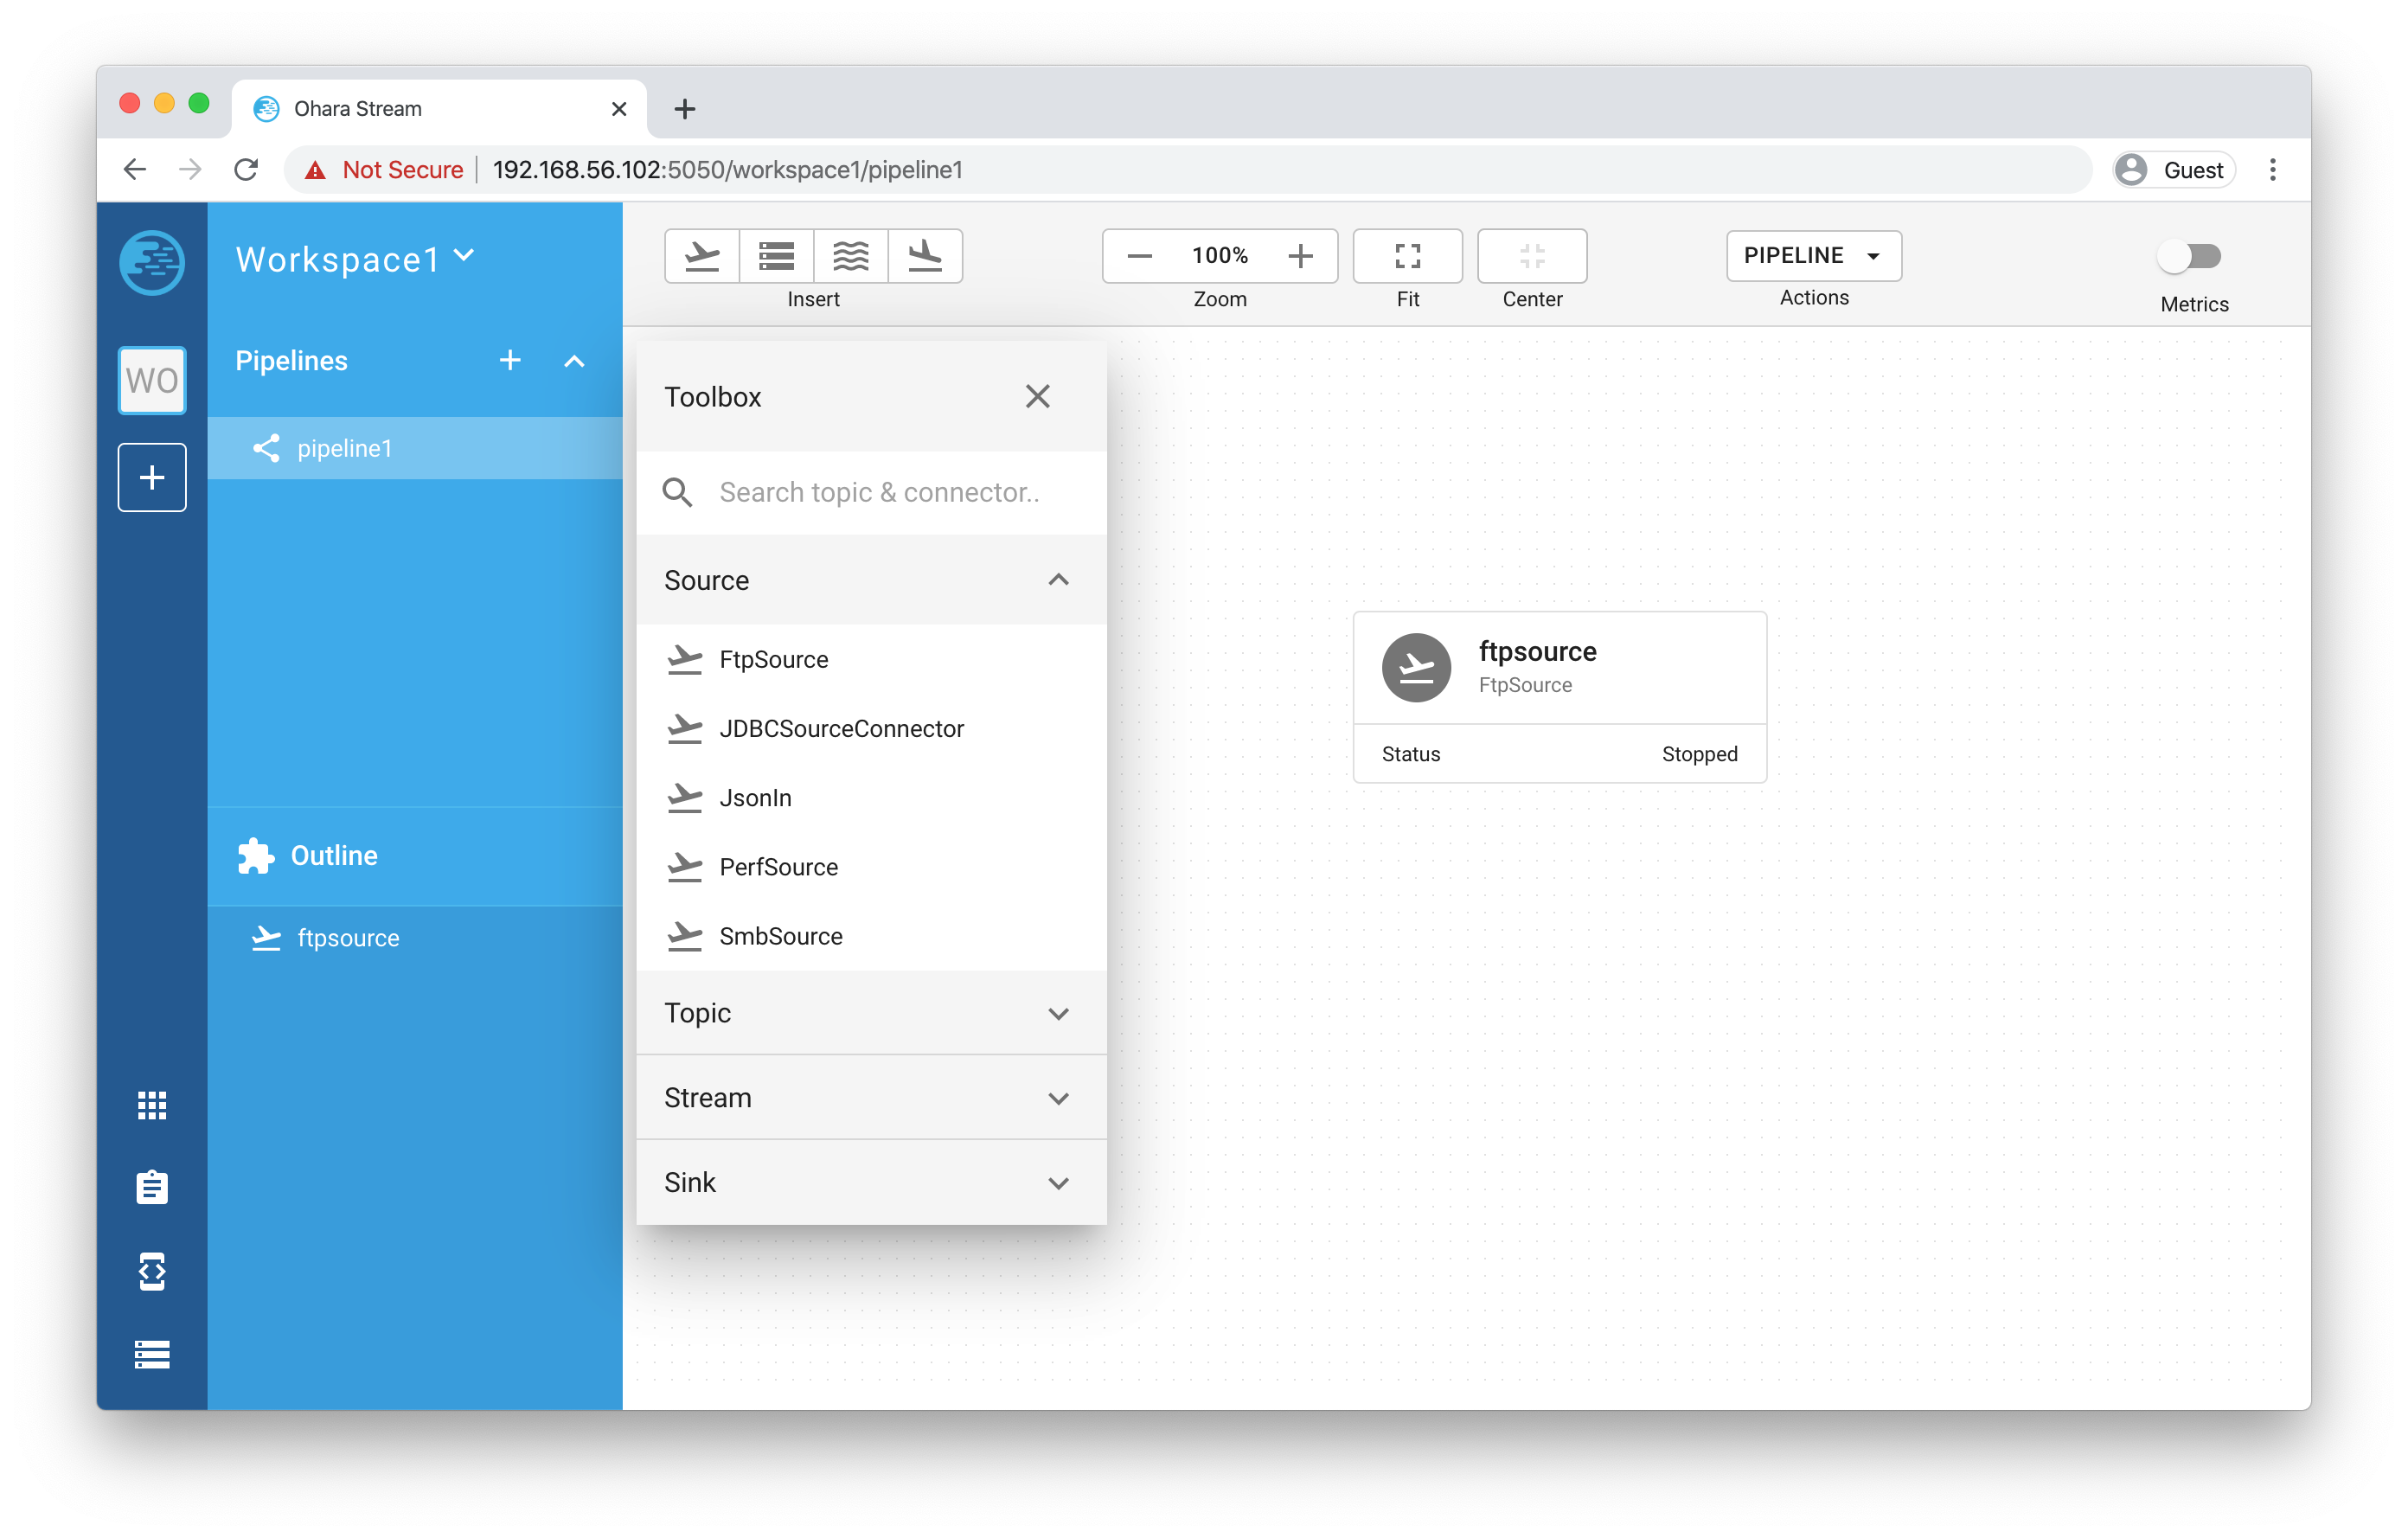 Ohara Stream
Not Secure
192.168.56.102:5050/workspace1/pipeline1
Guest
Workspace1
WO
Pipelines
pipeline1
Outline
ftpsource
Insert
100%
Zoom
Fit
Center
PIPELINE
Actions
Metrics
Toolbox
Search topic & connector..
Source
FtpSource
JDBCSourceConnector
JsonIn
PerfSource
SmbSource
Topic
Stream
Sink
ftpsource
FtpSource
Status Stopped